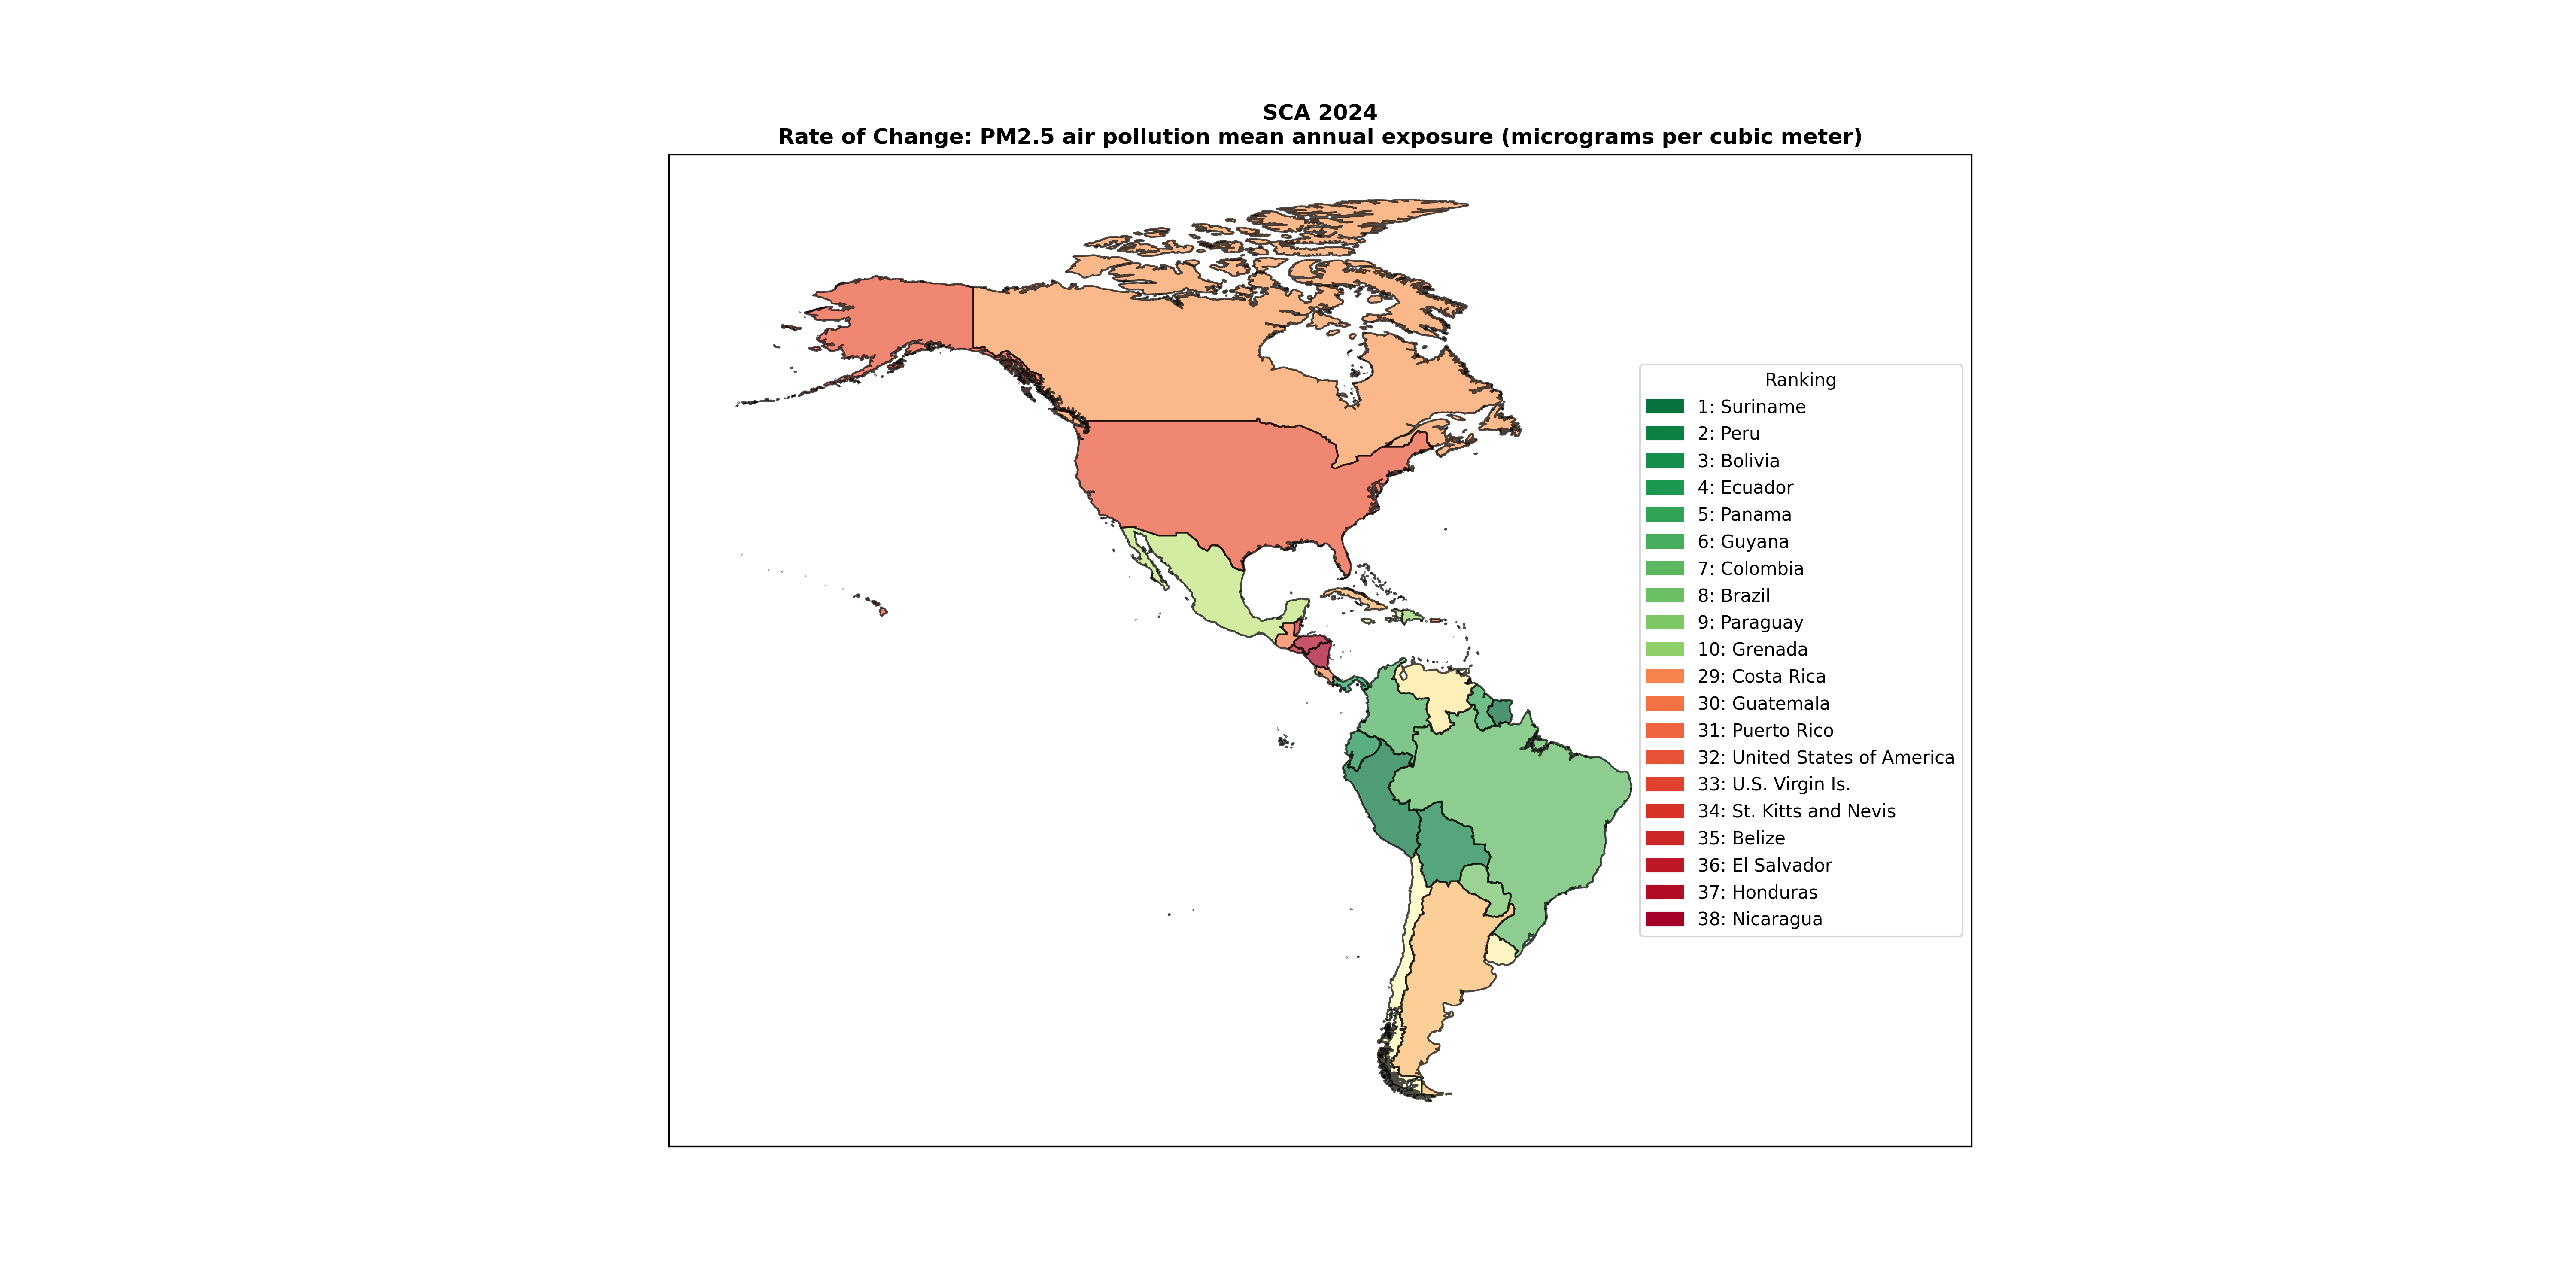 SCA 2024
Rate of Change: PM2.5 air pollution mean annual exposure (micrograms per cubic meter)
Ranking
1: Suriname
2: Peru
3: Bolivia
4: Ecuador
5: Panama
6: Guyana
7: Colombia
8: Brazil
9: Paraguay
10: Grenada
29: Costa Rica
30: Guatemala
31: Puerto Rico
32: United States of America
33: U.S. Virgin Is.
34: St. Kitts and Nevis
35: Belize
36: El Salvador
37: Honduras
38: Nicaragua